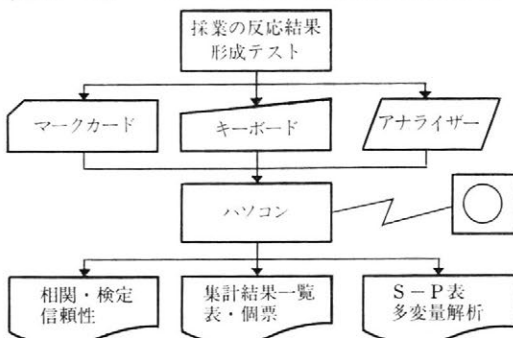 採業の反応結果
形成テスト
マークカード
キーボード
アナライザー
ハソコン
相関・検定
信頼性
集計結果一覧
表・個票
S－P表
多変量解析